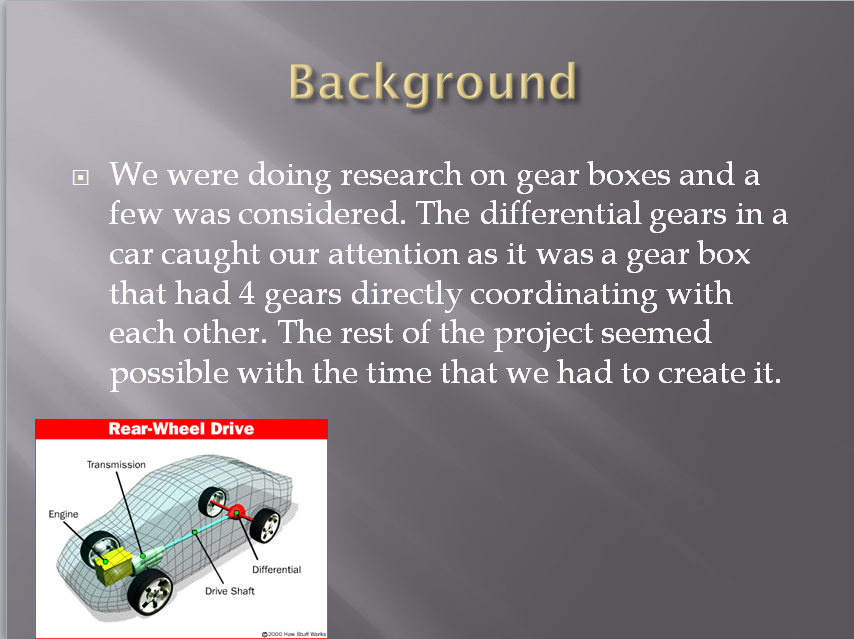 Background
We were doing research on gear boxes and a
few was considered. The differential gears in a
car caught our attention as it was a gear box
that had 4 gears directly coordinating with
each other. The rest of the project seemed
possible with the time that we had to create it.
Rear-Wheel Drive
Transmission
Engine
Differential
Drive Shaft
©2000 How Stuff Works